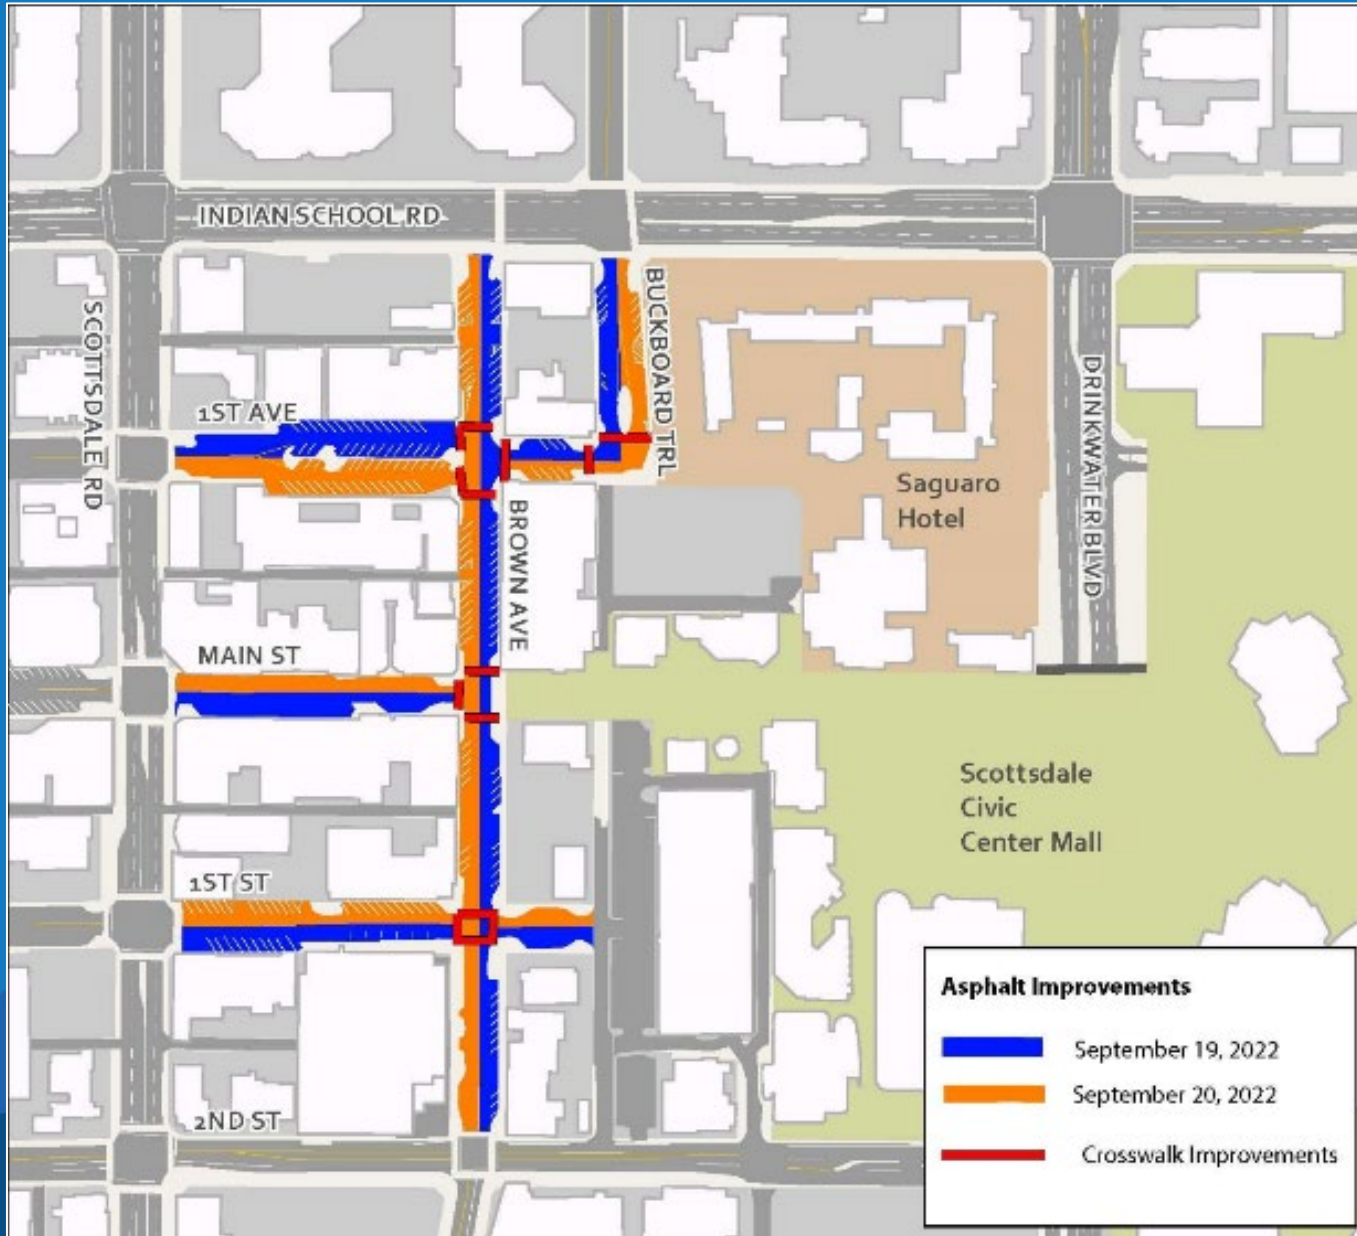 INDIAN SCHOOL RD
SCOTTSDALE RD
BUCKBOARD TRL
DRINKWATER BLVD
1ST AVE
Saguaro
Hotel
BROWN AVE
MAIN ST
Scottsdale
Civic
Center Mall
1ST ST
2ND ST
Asphalt Improvements
September 19, 2022
September 20, 2022
Crosswalk Improvements